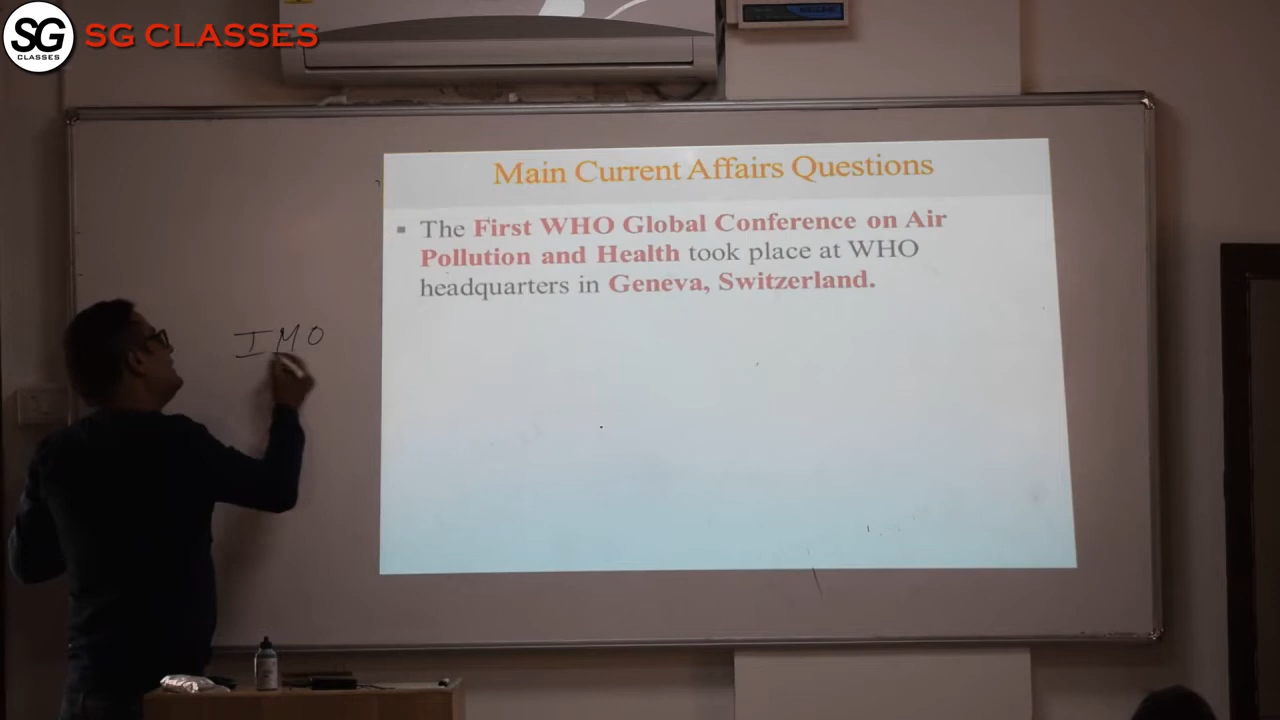 SG
CLASSES
SG CLASSES
Main Current Affairs Questions
The First WHO Global Conference on Air
Pollution and Health took place at WHO
headquarters in Geneva, Switzerland.
IMO